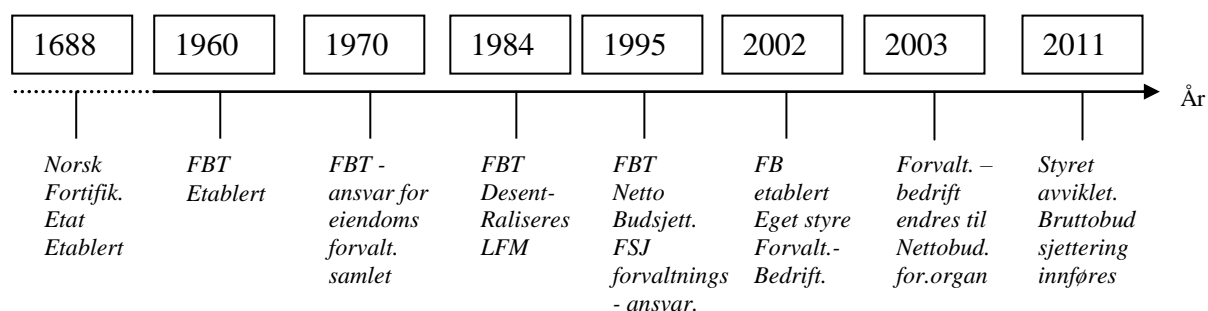 1688
1960
1970
1984
1995
2002
2003
2011
År
Norsk
Fortifik.
Etat
Etablert
FBT
Etablert
FBT -
ansvar for
eiendoms
forvalt.
samlet
FBT
Desent-
Raliseres
LFM
FBT
Netto
Budsjett.
FSJ
forvaltnings
- ansvar.
FB
etablert
Eget styre
Forvalt.-
Bedrift.
Forvalt. –
bedrift
endres til
Nettobud.
for.organ
Styret
avviklet.
Bruttobud
sjettering
innføres